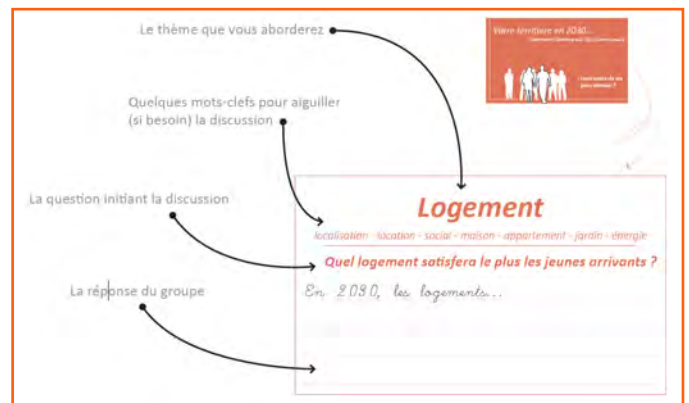 Le thème que vous aborderez
Votre territoire en 2030...
Quelques mots-clefs pour aiguiller
(si besoin) la discussion
La question initiant la discussion
Logement
localisation - location - social - maison - appartement - jardin - énergie
Quel logement satisfera le plus les jeunes arrivants ?
La réponse du groupe
En 2030, les logements...